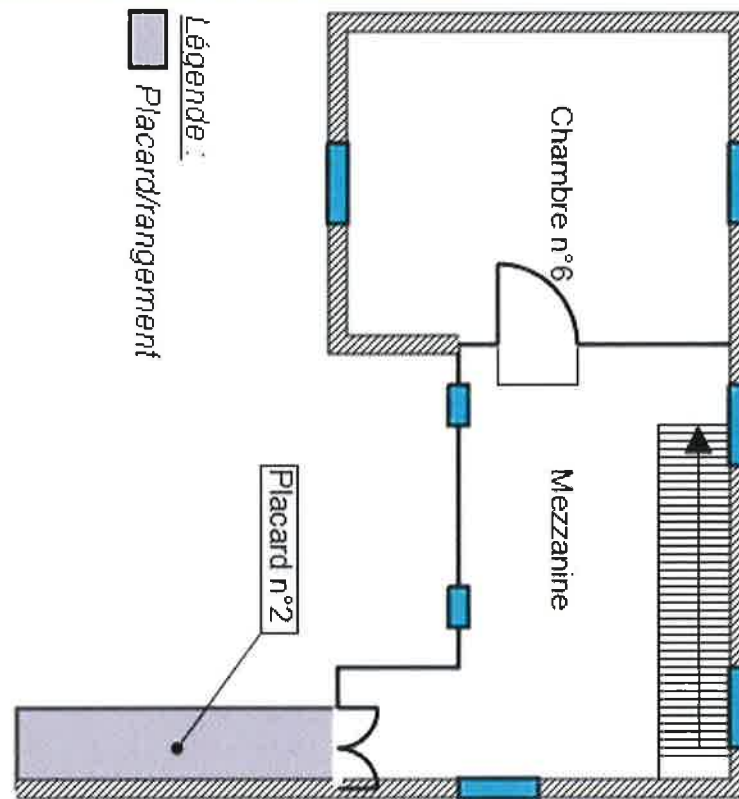 Légende :
Placard/rangement
Chambre n°6
Mezzanine
Placard n°2